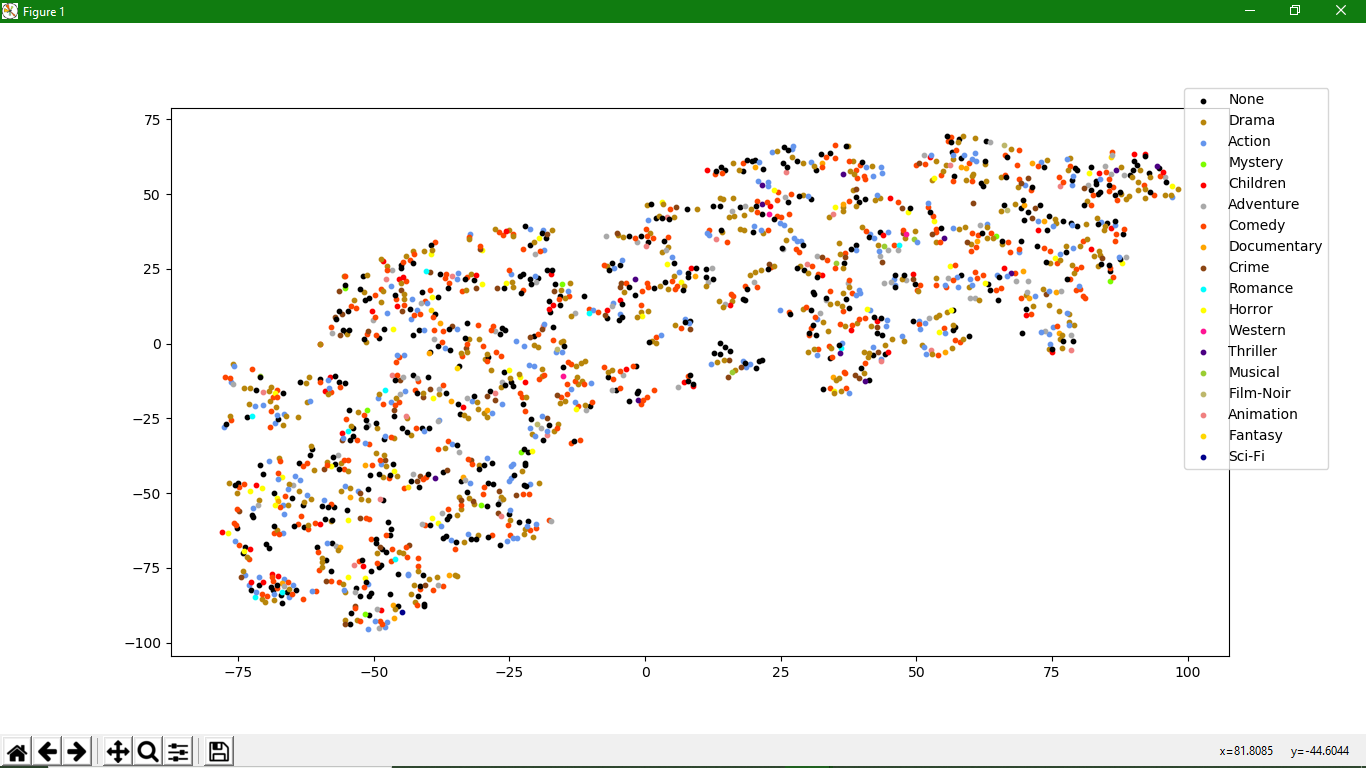 Figure 1
75
50
25
0
−25
−50
−75
−100
−75
−50
−25
0
25
50
75
100
None
Drama
Action
Mystery
Children
Adventure
Comedy
Documentary
Crime
Romance
Horror
Western
Thriller
Musical
Film-Noir
Animation
Fantasy
Sci-Fi
x=81.8085 y=-44.6044